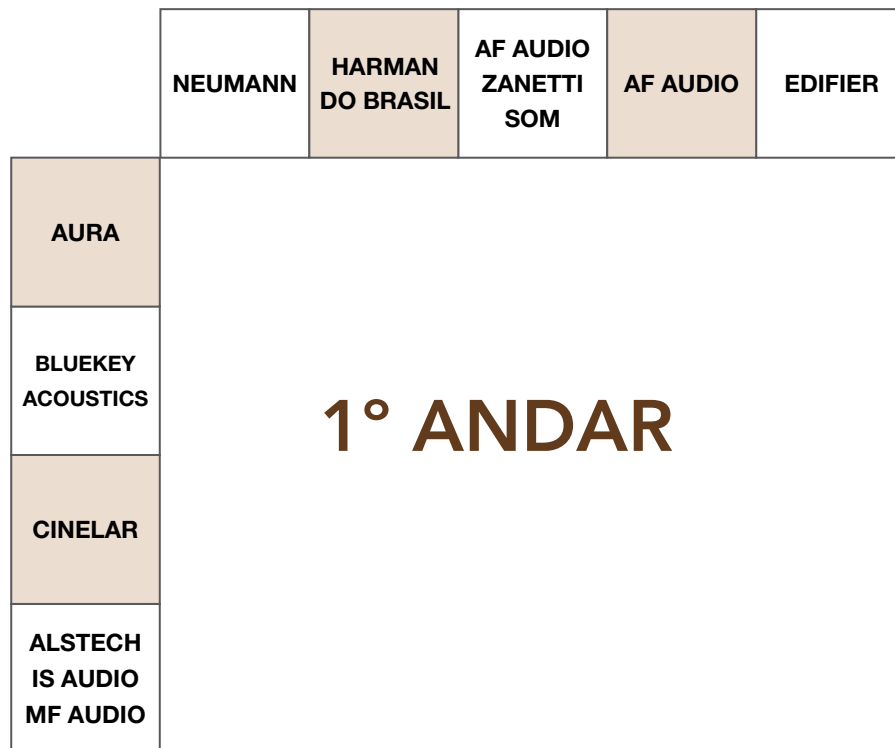 NEUMANN
HARMAN
DO BRASIL
AF AUDIO
ZANETTI
SOM
AF AUDIO
EDIFIER
AURA
BLUEKEY
ACOUSTICS
1º ANDAR
CINELAR
ALSTECH
IS AUDIO
MF AUDIO